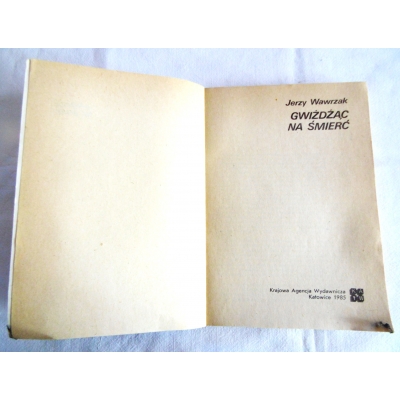 Jerzy Wawrzak
GWIŻDŻĄC
NA ŚMIERĆ
Krajowa Agencja Wydawnicza
Katowice 1985